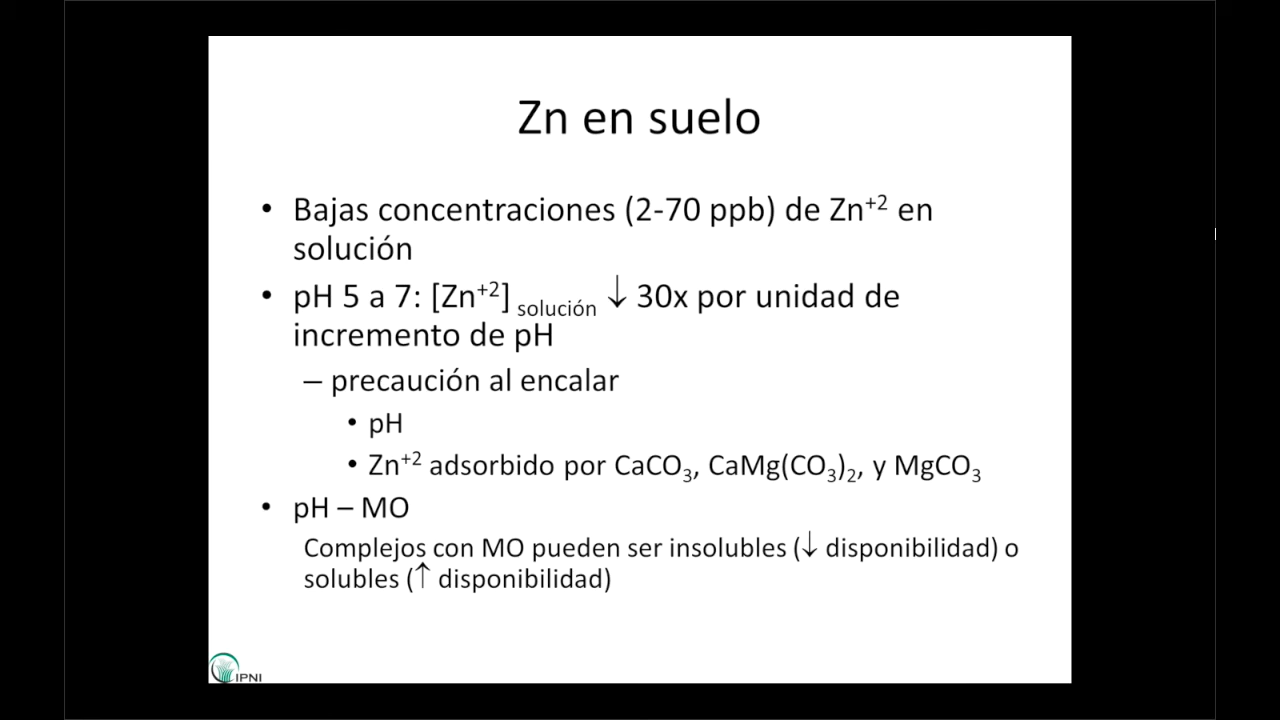 Zn en suelo
• Bajas concentraciones (2-70 ppb) de Zn⁺² en
solución
• pH 5 a 7: [Zn⁺²] solución ↓ 30x por unidad de
incremento de pH
– precaución al encalar
• pH
• Zn⁺² adsorbido por CaCO₃, CaMg(CO₃)₂, y MgCO₃
• pH – MO
Complejos con MO pueden ser insolubles (↓ disponibilidad) o
solubles (↑ disponibilidad)
IPNI